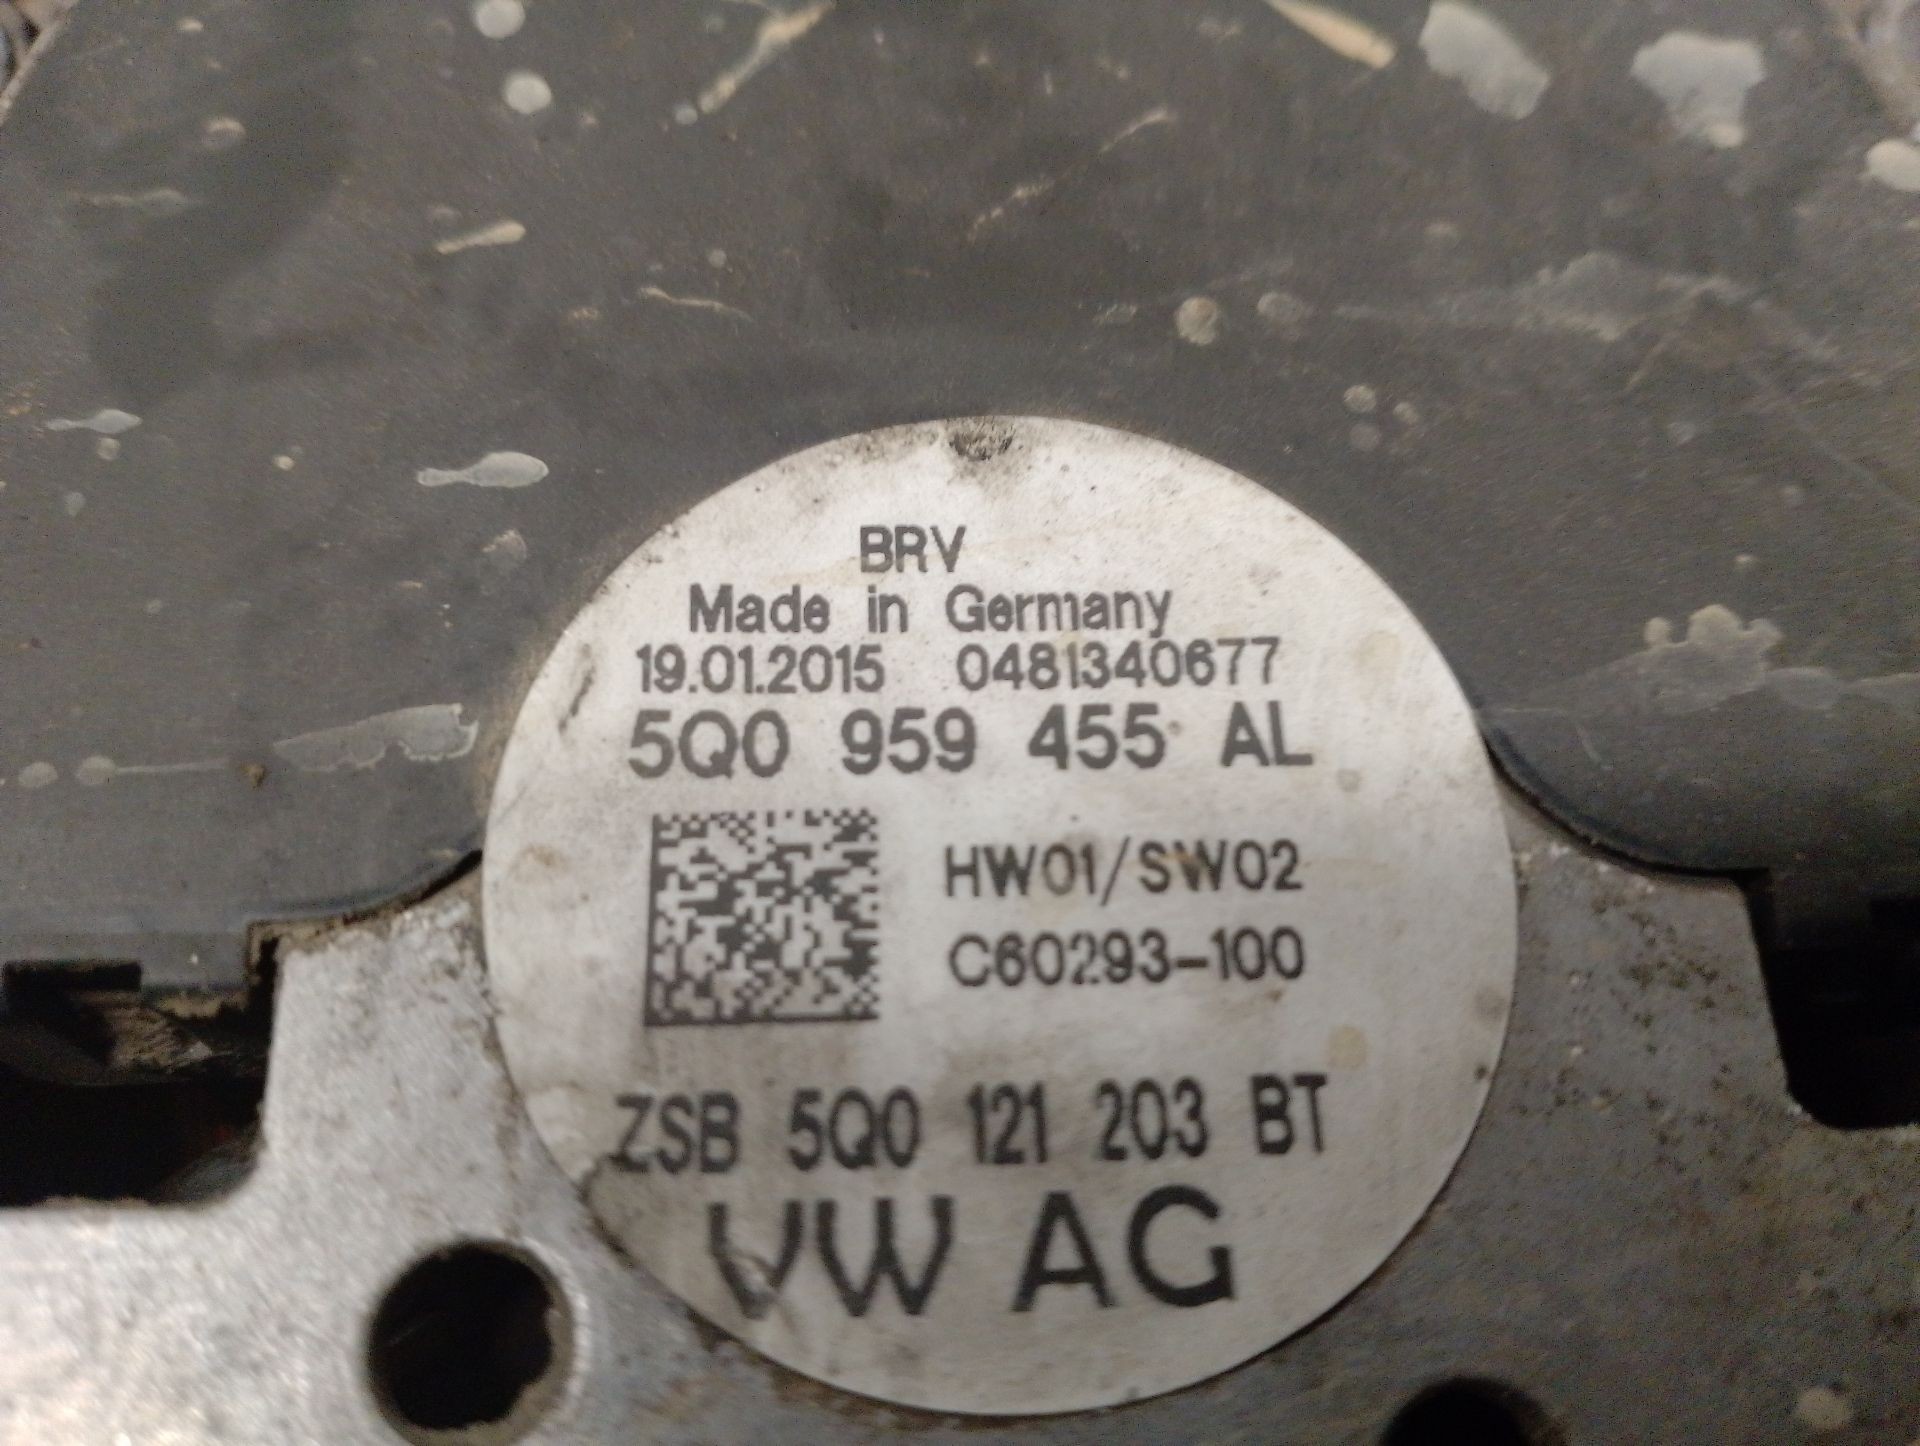 BRV
Made in Germany
19.01.2015 0481340677
5Q0 959 455 AL
HW01/SW02
C60293-100
ZSB 5Q0 121 203 BT
VW AG